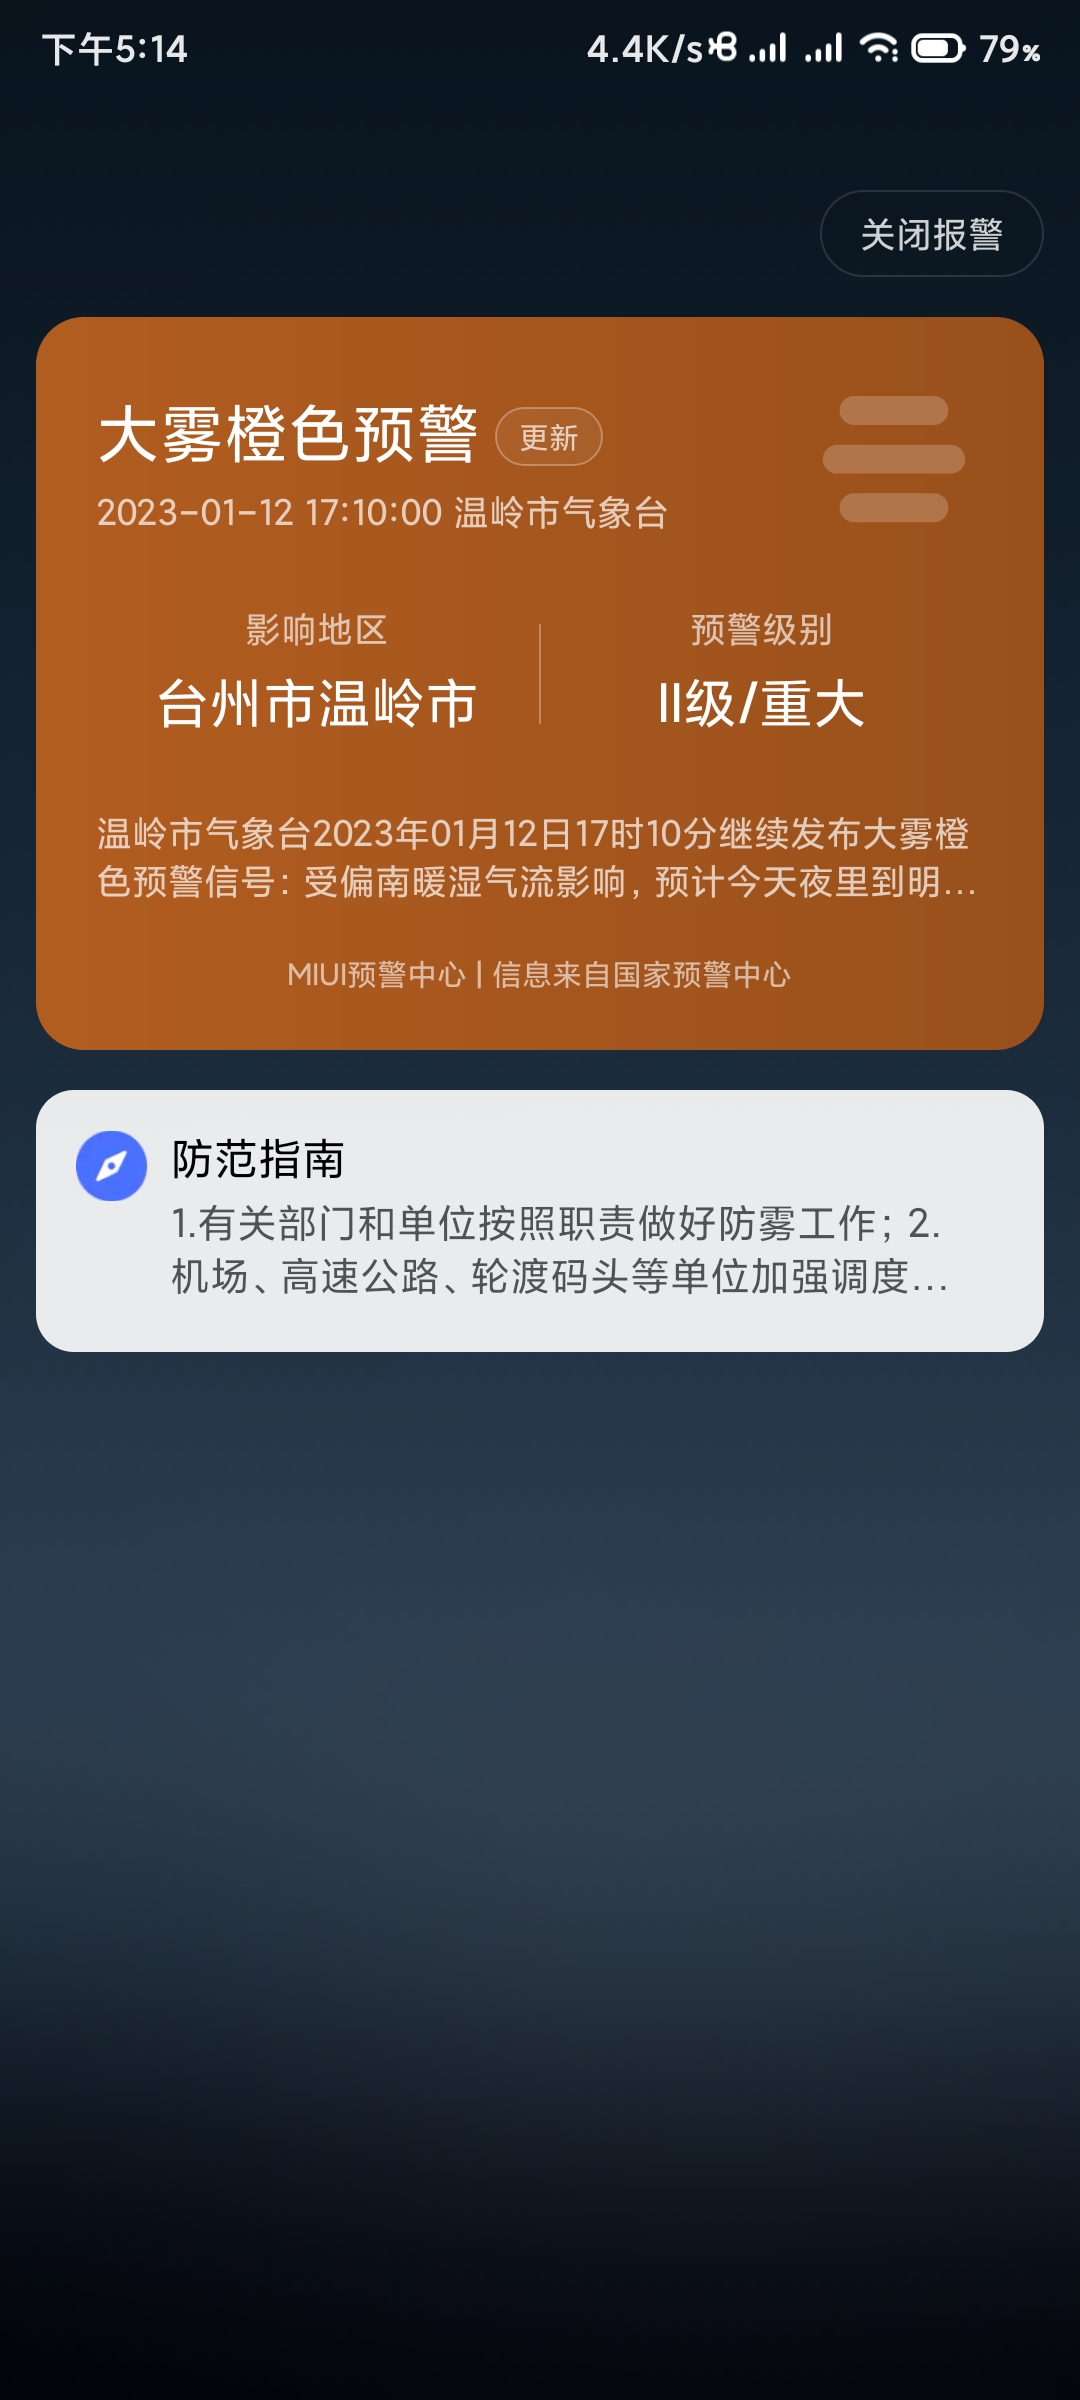 下午5:14
4.4K/s
79%
关闭报警
大雾橙色预警 更新
2023-01-12 17:10:00 温岭市气象台
影响地区 预警级别
台州市温岭市 II级/重大
温岭市气象台2023年01月12日17时10分继续发布大雾橙
色预警信号：受偏南暖湿气流影响，预计今天夜里到明...
MIUI预警中心 | 信息来自国家预警中心
防范指南
1.有关部门和单位按照职责做好防雾工作；2.
机场、高速公路、轮渡码头等单位加强调度...